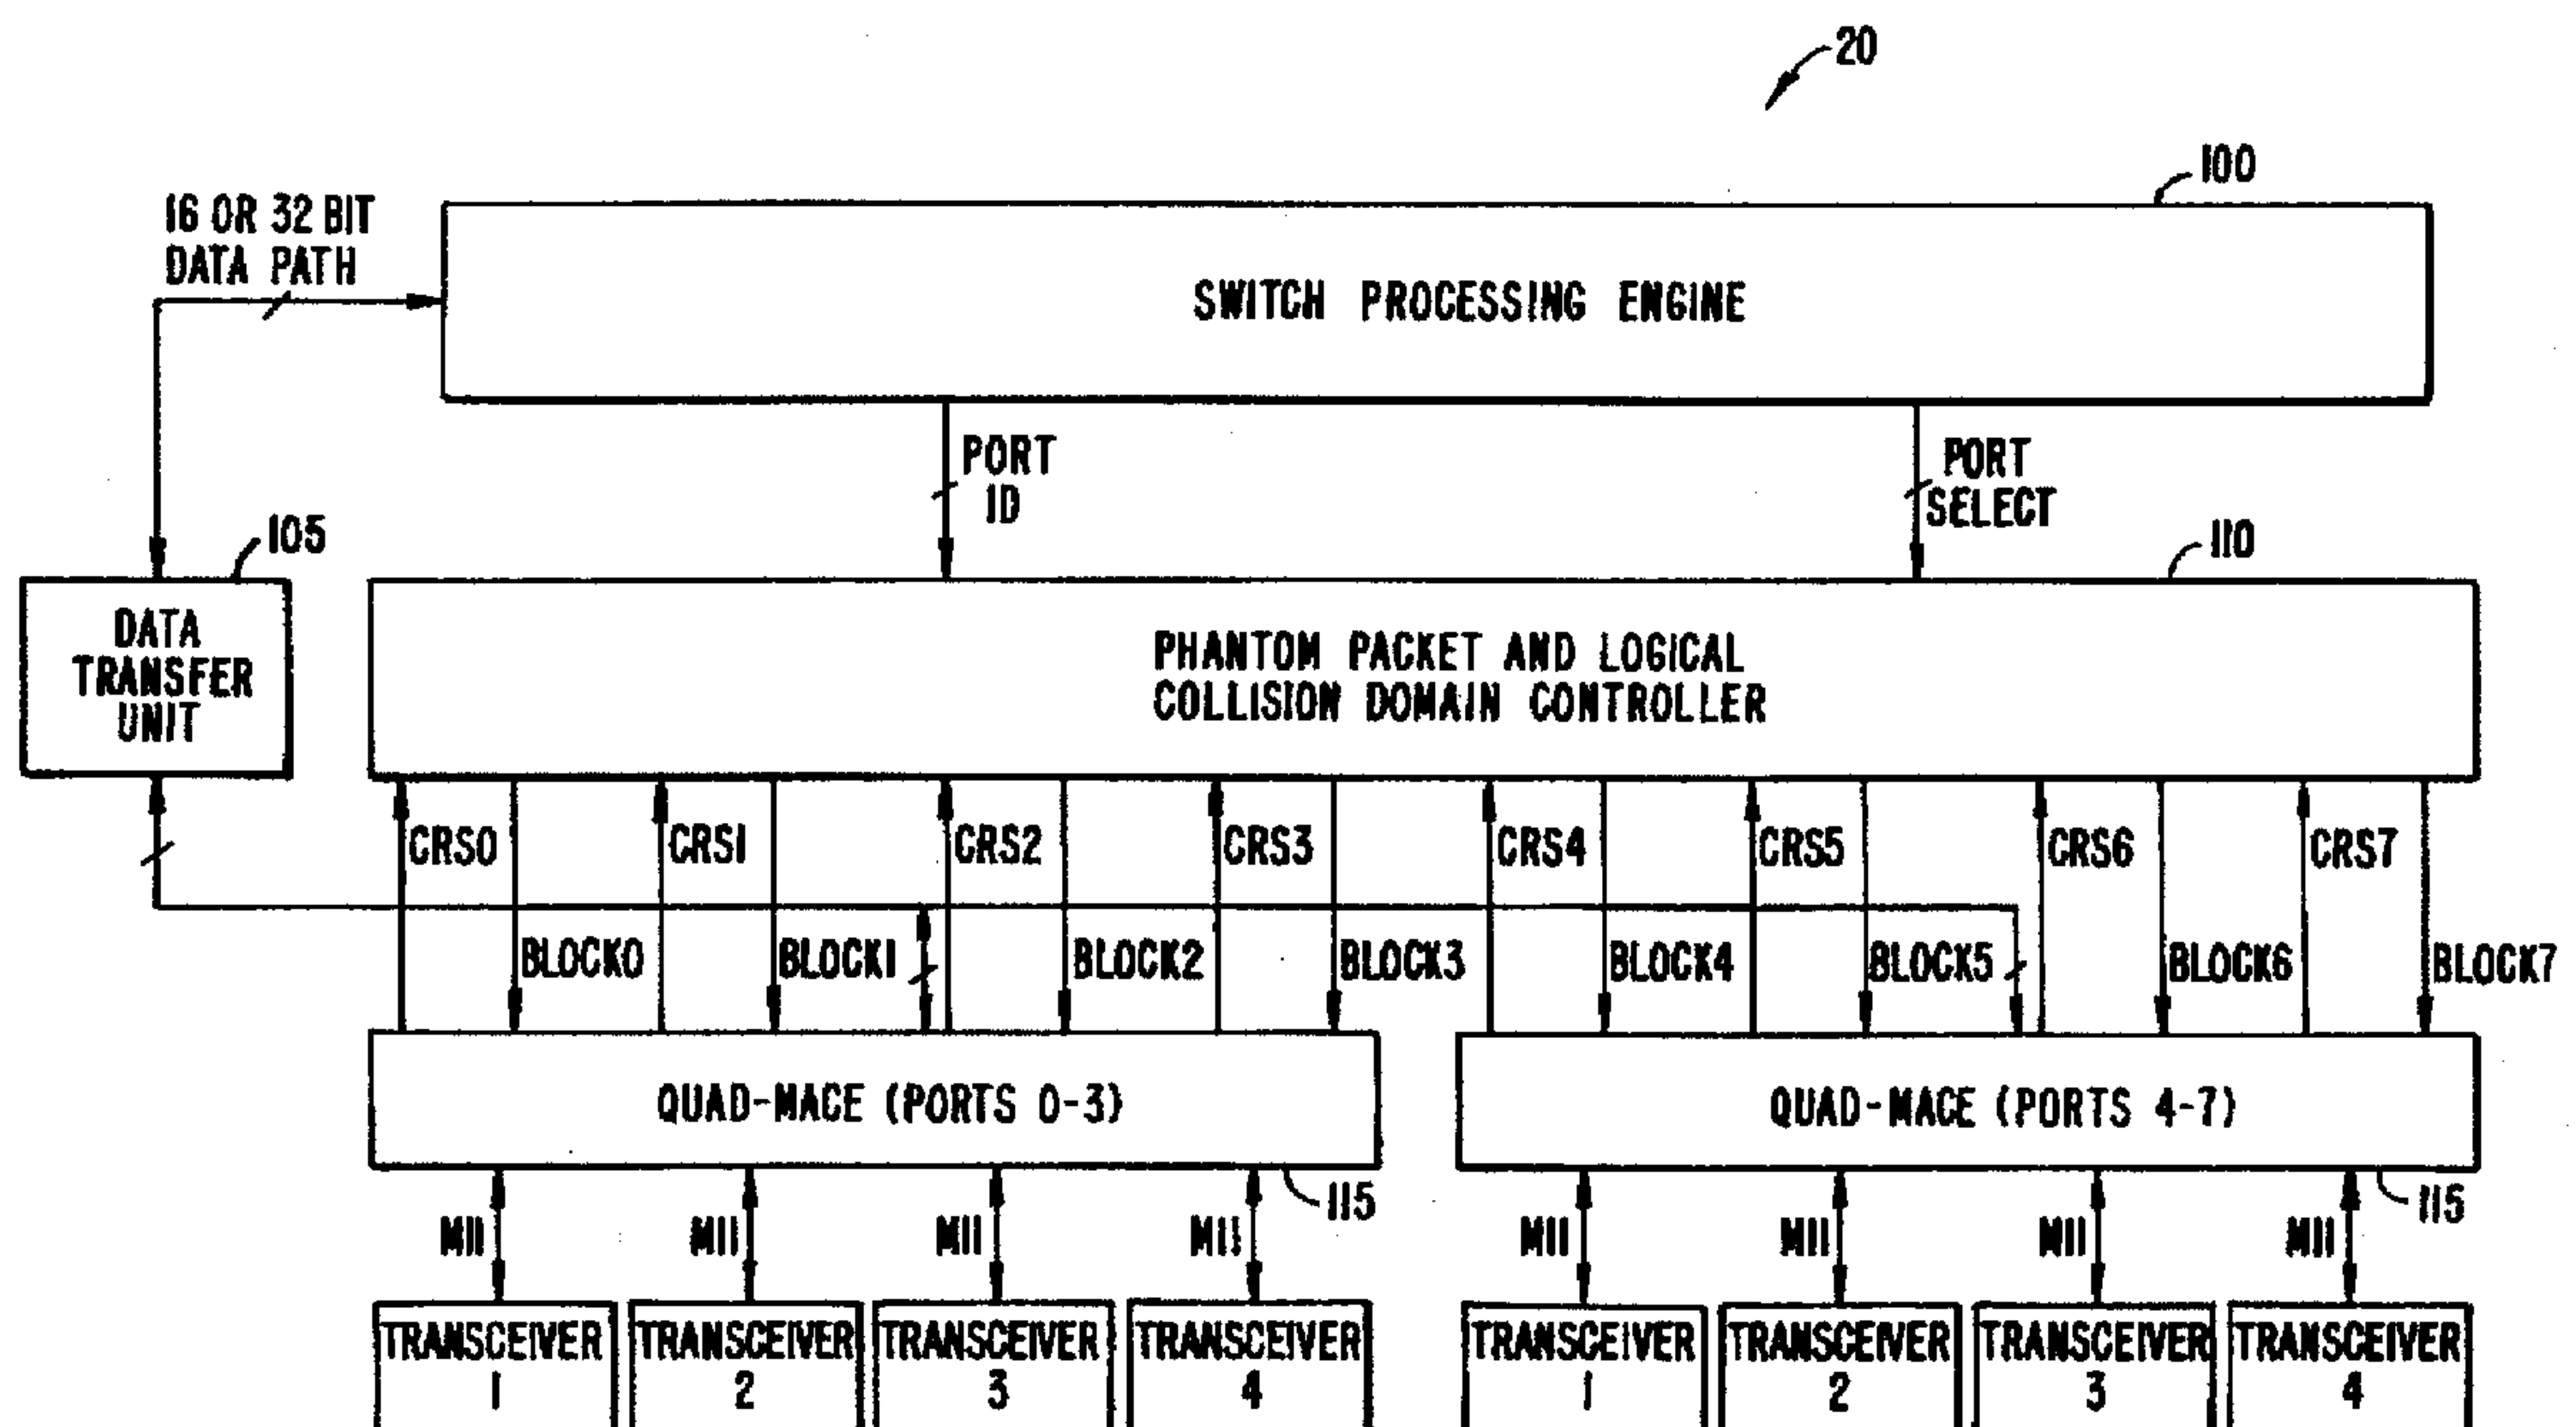 20
100
16 OR 32 BIT
DATA PATH
SWITCH PROCESSING ENGINE
PORT
ID
PORT
SELECT
105
110
DATA
TRANSFER
UNIT
PHANTOM PACKET AND LOGICAL
COLLISION DOMAIN CONTROLLER
CRS0 CRS1 CRS2 CRS3 CRS4 CRS5 CRS6 CRS7
BLOCK0 BLOCK1 BLOCK2 BLOCK3 BLOCK4 BLOCK5 BLOCK6 BLOCK7
QUAD-MACE (PORTS 0-3)
QUAD-MACE (PORTS 4-7)
115
115
MII MII MII MII MII MII MII MII
TRANSCEIVER
1
TRANSCEIVER
2
TRANSCEIVER
3
TRANSCEIVER
4
TRANSCEIVER
1
TRANSCEIVER
2
TRANSCEIVER
3
TRANSCEIVER
4